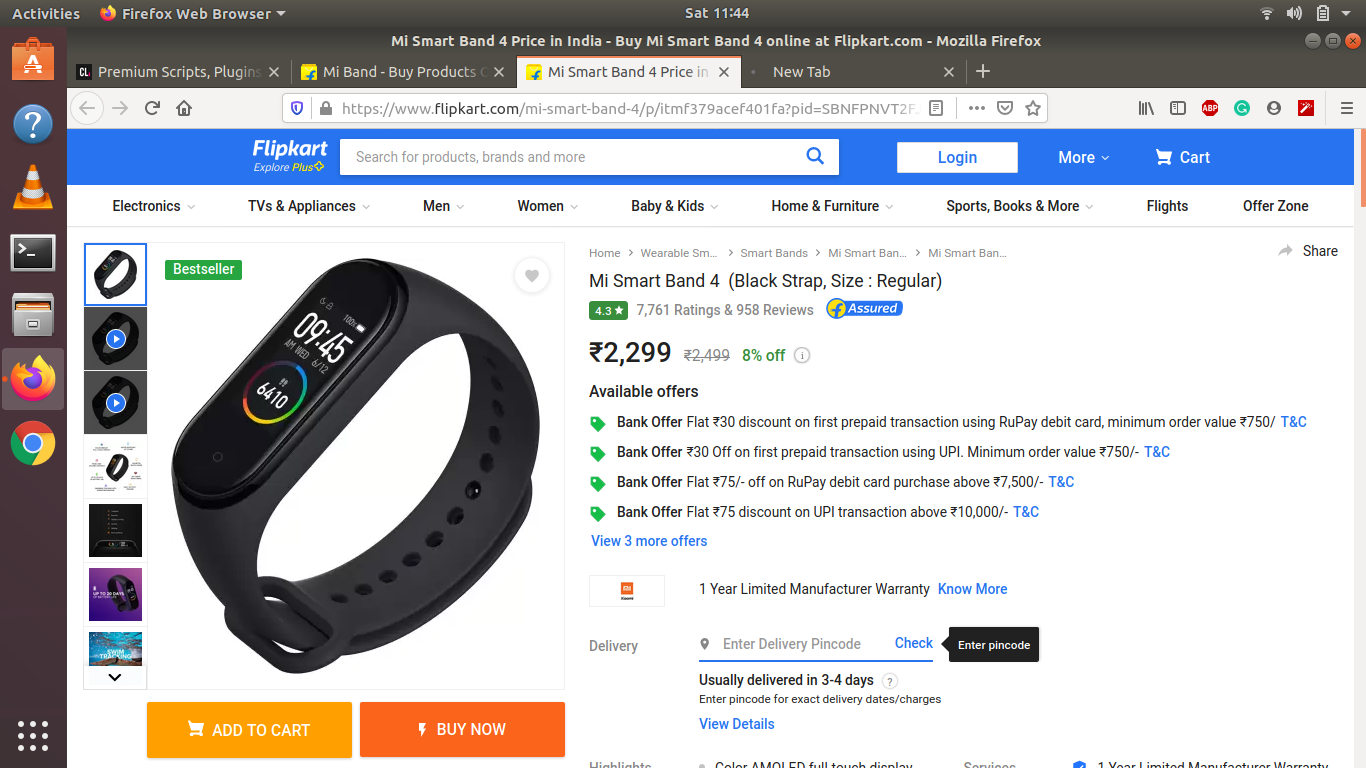 Activities
Firefox Web Browser
Sat 11:44
Mi Smart Band 4 Price in India - Buy Mi Smart Band 4 online at Flipkart.com - Mozilla Firefox
CL Premium Scripts, Plugins
Mi Band - Buy Products
Mi Smart Band 4 Price in
New Tab
https://www.flipkart.com/mi-smart-band-4/p/itmf379acef401fa?pid=SBNFPNVT2F
ABP
Flipkart
Explore Plus
Search for products, brands and more
Login
More
Cart
Electronics
TVs & Appliances
Men
Women
Baby & Kids
Home & Furniture
Sports, Books & More
Flights
Offer Zone
Bestseller
100%
09:45
AM WED 6/12
6410
UP TO 20 DAYS
SWIM
TRACKING
ADD TO CART
BUY NOW
Home
Wearable Sm...
Smart Bands
Mi Smart Ban...
Mi Smart Ban...
Share
Mi Smart Band 4 (Black Strap, Size : Regular)
4.3★ 7,761 Ratings & 958 Reviews Assured
₹2,299 ₹2,499 8% off
Available offers
Bank Offer Flat ₹30 discount on first prepaid transaction using RuPay debit card, minimum order value ₹750/ T&C
Bank Offer ₹30 Off on first prepaid transaction using UPI. Minimum order value ₹750/- T&C
Bank Offer Flat ₹75/- off on RuPay debit card purchase above ₹7,500/- T&C
Bank Offer Flat ₹75 discount on UPI transaction above ₹10,000/- T&C
View 3 more offers
mi
Xiaomi
1 Year Limited Manufacturer Warranty Know More
Delivery
Enter Delivery Pincode
Check
Enter pincode
Usually delivered in 3-4 days ?
Enter pincode for exact delivery dates/charges
View Details
Highlights
Color AMOLED full touch display
Services
1 Year Limited Manufacturer Warranty